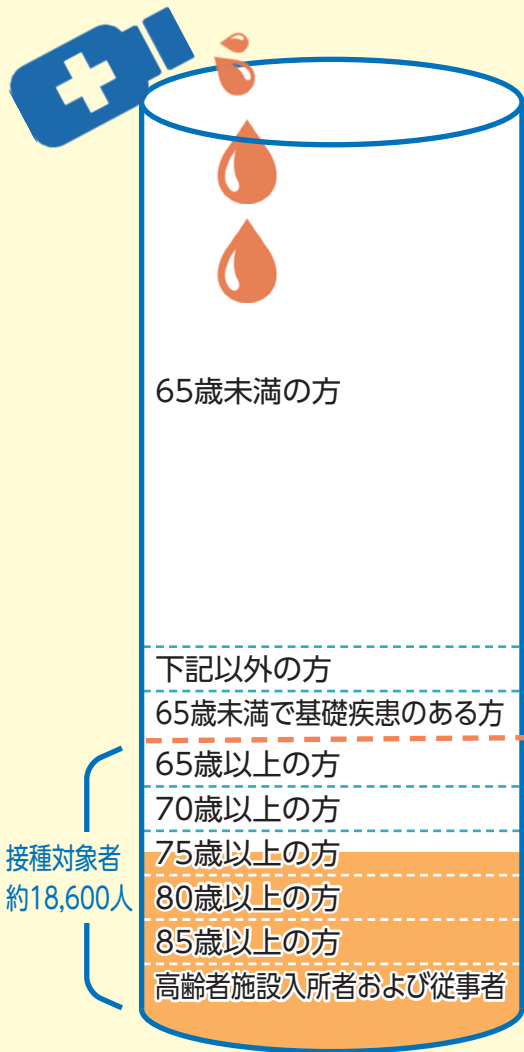 65歳未満の方
下記以外の方
65歳未満で基礎疾患のある方
65歳以上の方
70歳以上の方
75歳以上の方
80歳以上の方
85歳以上の方
高齢者施設入所者および従事者
接種対象者
約18,600人